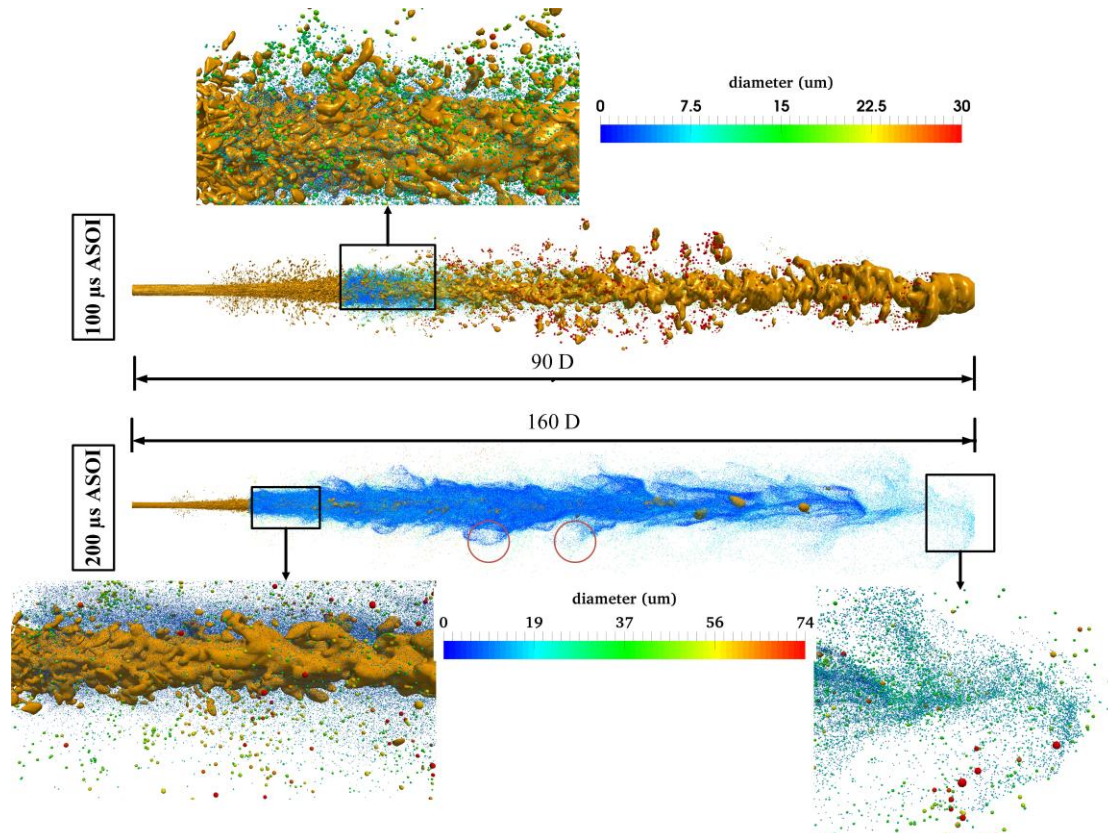 diameter (um)
0 7.5 15 22.5 30
100 µs ASOI
90 D
160 D
200 µs ASOI
diameter (um)
0 19 37 56 74